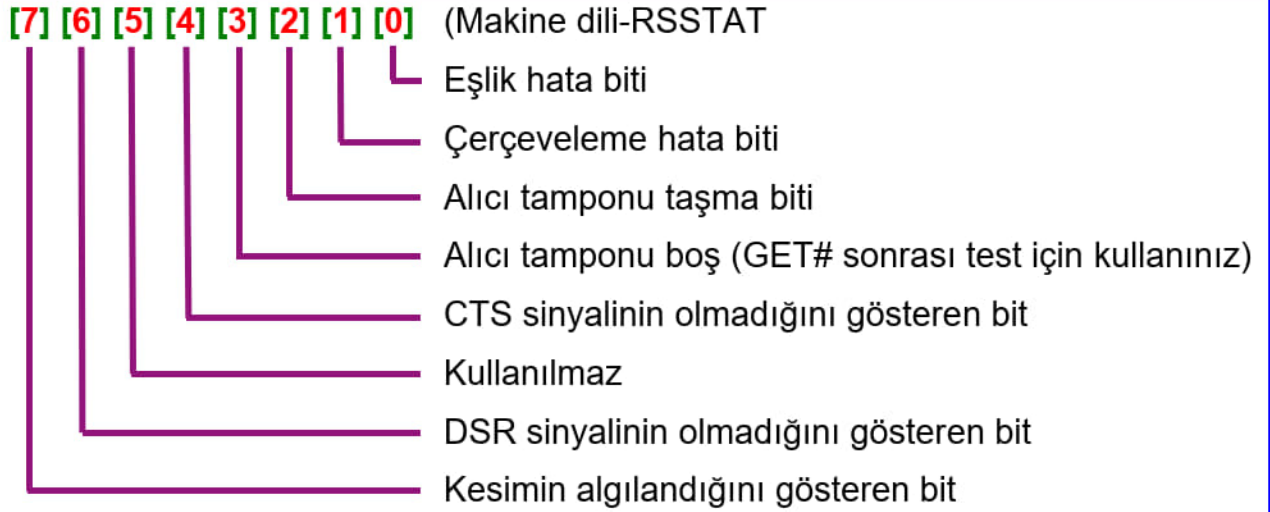 [7] [6] [5] [4] [3] [2] [1] [0] (Makine dili-RSSTAT
Eşlik hata biti
Çerçeveleme hata biti
Alıcı tamponu taşma biti
Alıcı tamponu boş (GET# sonrası test için kullanınız)
CTS sinyalinin olmadığını gösteren bit
Kullanılmaz
DSR sinyalinin olmadığını gösteren bit
Kesimin algılandığını gösteren bit